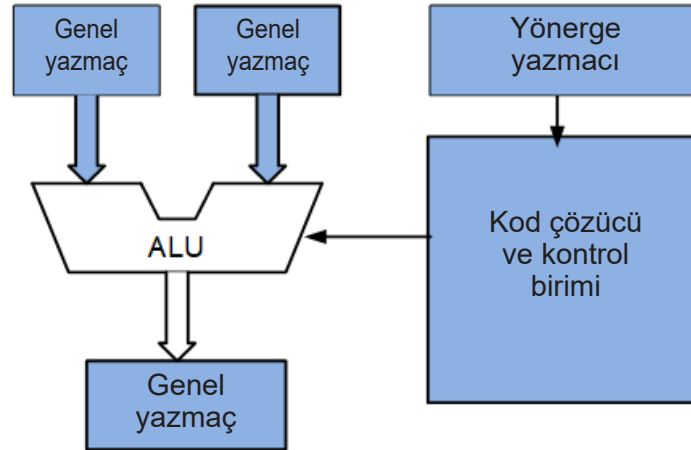 Genel
yazmaç
Genel
yazmaç
Yönerge
yazmacı
ALU
Kod çözücü
ve kontrol
birimi
Genel
yazmaç